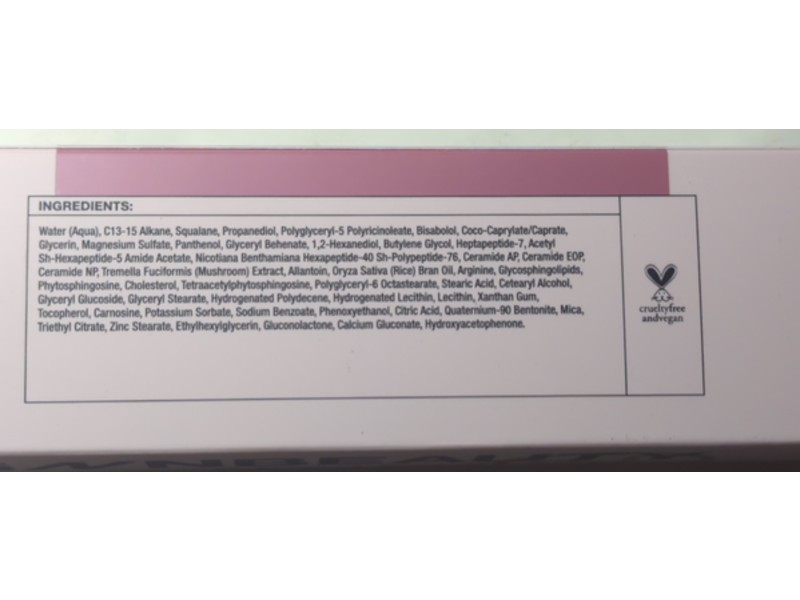 INGREDIENTS:
Water (Aqua), C13-15 Alkane, Squalane, Propanediol, Polyglyceryl-5 Polyricinoleate, Bisabolol, Coco-Caprylate/Caprate,
Glycerin, Magnesium Sulfate, Panthenol, Glyceryl Behenate, 1,2-Hexanediol, Butylene Glycol, Heptapeptide-7, Acetyl
Sh-Hexapeptide-5 Amide Acetate, Nicotiana Benthamiana Hexapeptide-40 Sh-Polypeptide-76, Ceramide AP, Ceramide EOP,
Ceramide NP, Tremella Fuciformis (Mushroom) Extract, Allantoin, Oryza Sativa (Rice) Bran Oil, Arginine, Glycosphingolipids,
Phytosphingosine, Cholesterol, Tetraacetylphytosphingosine, Polyglyceryl-6 Octastearate, Stearic Acid, Cetearyl Alcohol,
Glyceryl Glucoside, Glyceryl Stearate, Hydrogenated Polydecene, Hydrogenated Lecithin, Lecithin, Xanthan Gum,
Tocopherol, Carnosine, Potassium Sorbate, Sodium Benzoate, Phenoxyethanol, Citric Acid, Quaternium-90 Bentonite, Mica,
Triethyl Citrate, Zinc Stearate, Ethylhexylglycerin, Gluconolactone, Calcium Gluconate, Hydroxyacetophenone.
crueltyfree
andvegan